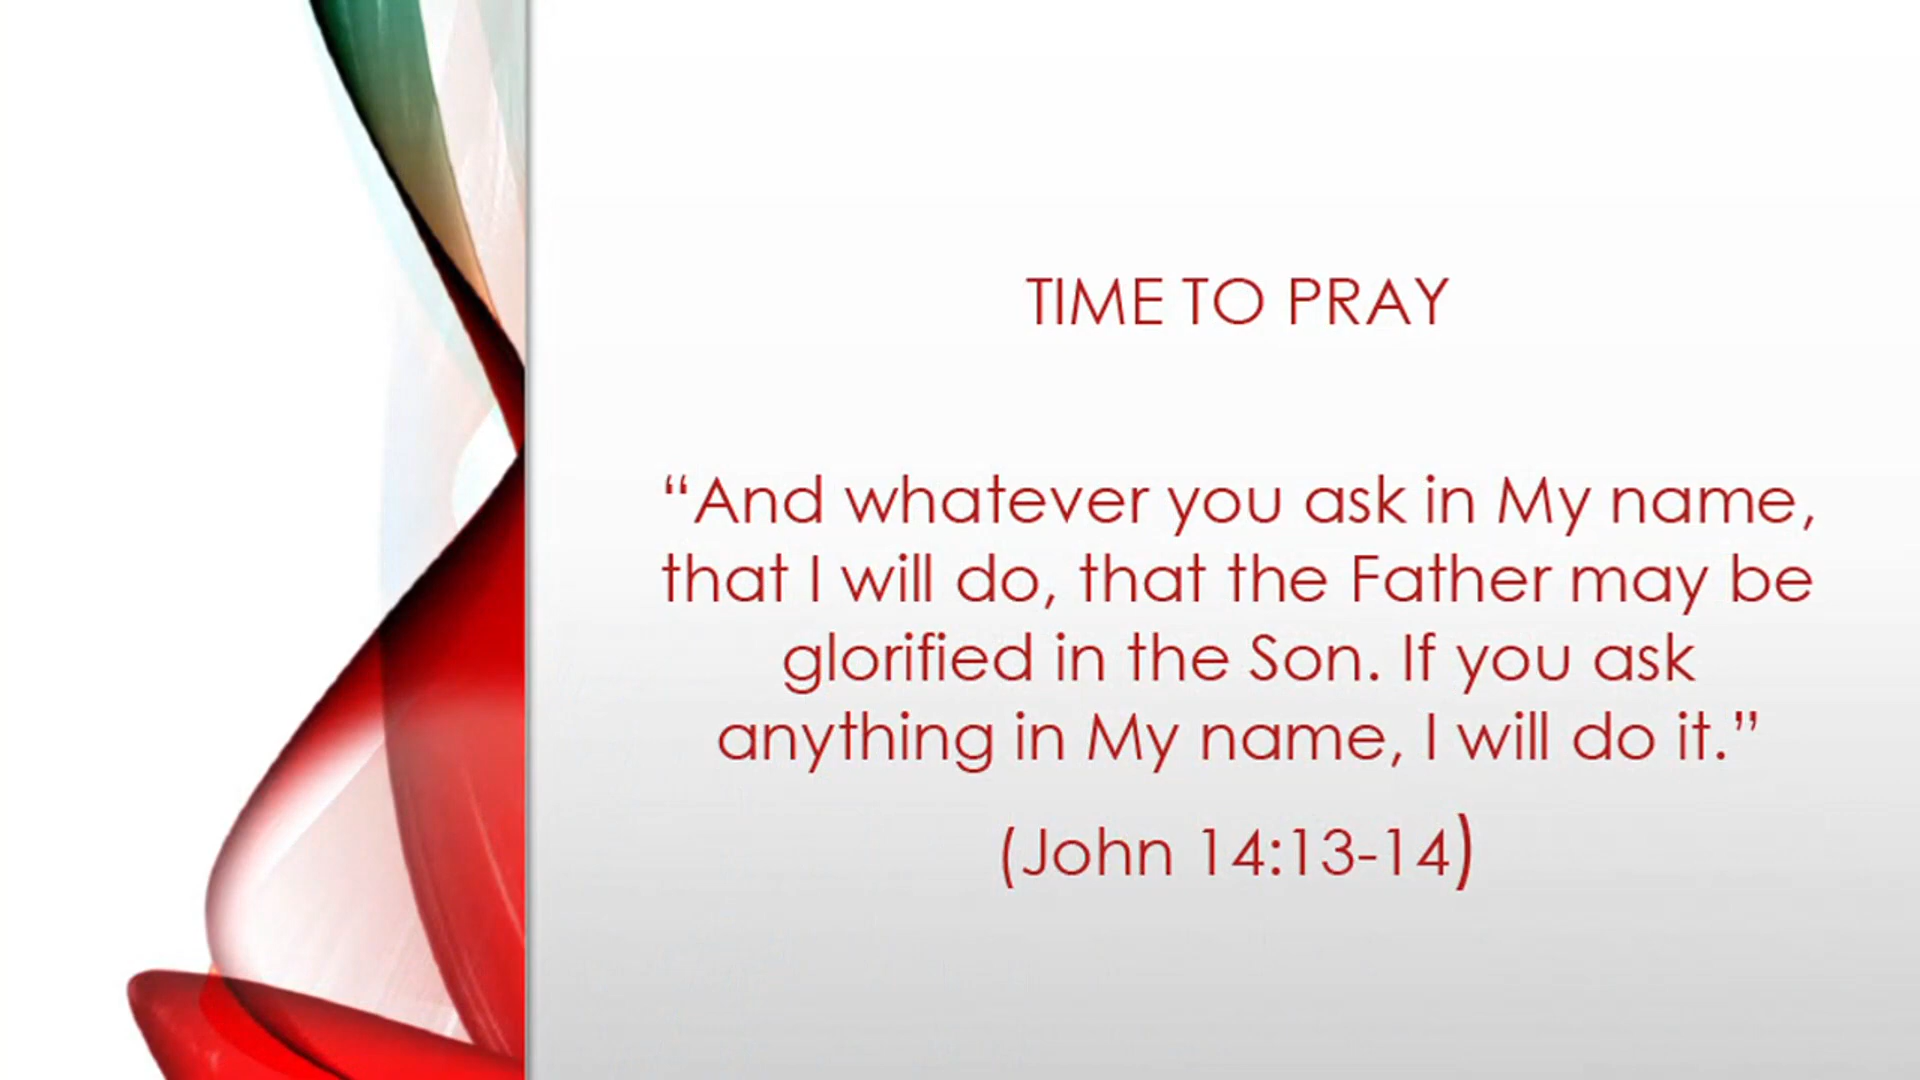 TIME TO PRAY
“And whatever you ask in My name,
that I will do, that the Father may be
glorified in the Son. If you ask
anything in My name, I will do it.”
(John 14:13-14)